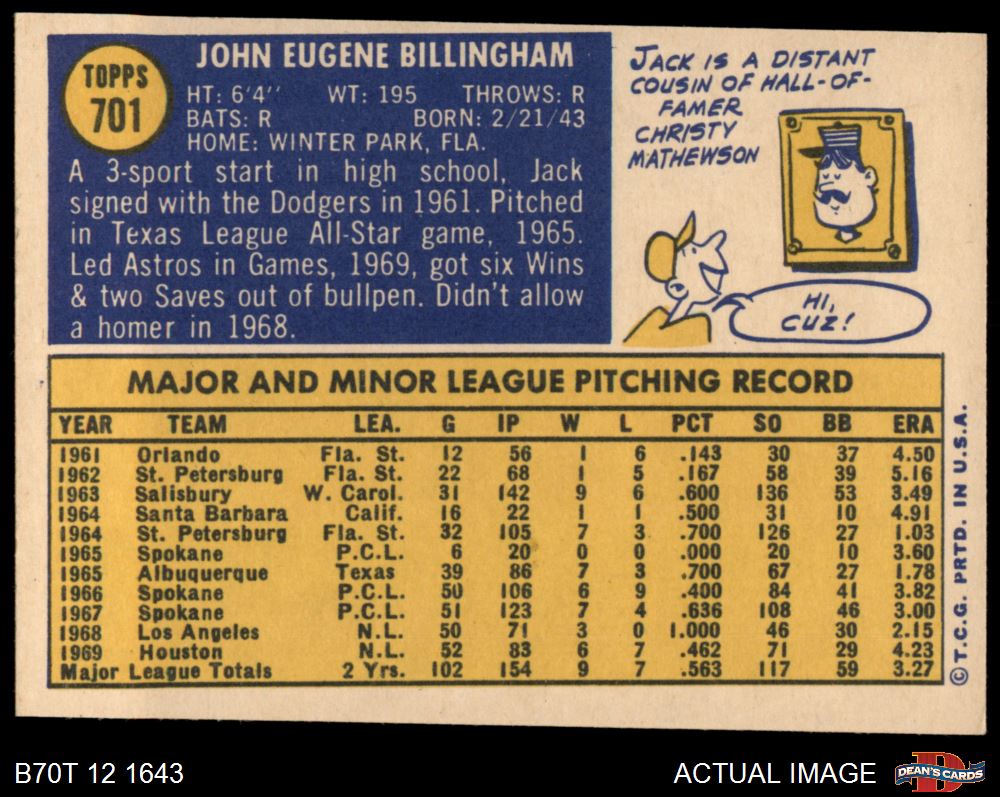 TOPPS
701
JOHN EUGENE BILLINGHAM
HT: 6'4'' WT: 195 THROWS: R
BATS: R BORN: 2/21/43
HOME: WINTER PARK, FLA.
A 3-sport start in high school, Jack
signed with the Dodgers in 1961. Pitched
in Texas League All-Star game, 1965.
Led Astros in Games, 1969, got six Wins
& two Saves out of bullpen. Didn't allow
a homer in 1968.
JACK IS A DISTANT
COUSIN OF HALL-OF-
FAMER
CHRISTY
MATHEWSON
HI,
CUZ!
MAJOR AND MINOR LEAGUE PITCHING RECORD
YEAR TEAM LEA. G IP W L PCT SO BB ERA
1961 Orlando Fla. St. 12 56 1 6 .143 30 37 4.50
1962 St. Petersburg Fla. St. 22 68 1 5 .167 58 39 5.16
1963 Salisbury W. Carol. 31 142 9 6 .600 136 53 3.49
1964 Santa Barbara Calif. 16 22 1 1 .500 31 10 4.91
1964 St. Petersburg Fla. St. 32 105 7 3 .700 126 27 1.03
1965 Spokane P.C.L. 6 20 0 0 .000 20 10 3.60
1965 Albuquerque Texas 39 86 7 3 .700 67 27 1.78
1966 Spokane P.C.L. 50 106 6 9 .400 84 41 3.82
1967 Spokane P.C.L. 51 123 7 4 .636 108 46 3.00
1968 Los Angeles N.L. 50 71 3 0 1.000 46 30 2.15
1969 Houston N.L. 52 83 6 7 .462 71 29 4.23
Major League Totals 2 Yrs. 102 154 9 7 .563 117 59 3.27
© T.C.G. PRTD. IN U.S.A.
B70T 12 1643
ACTUAL IMAGE
D
DEAN'S CARDS